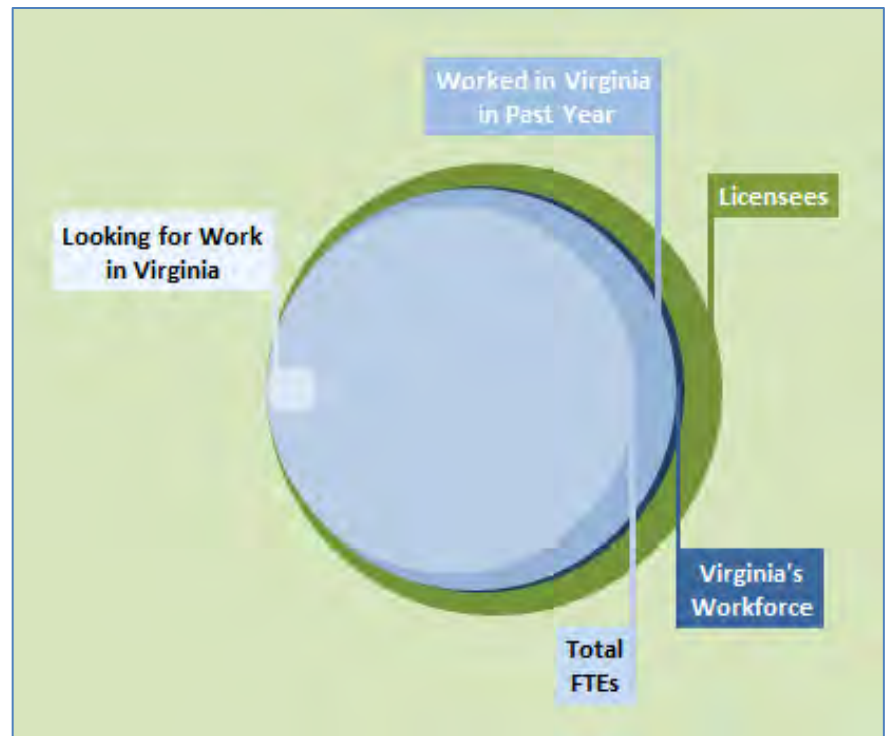 Worked in Virginia
in Past Year
Licensees
Looking for Work
in Virginia
Virginia's
Workforce
Total
FTEs